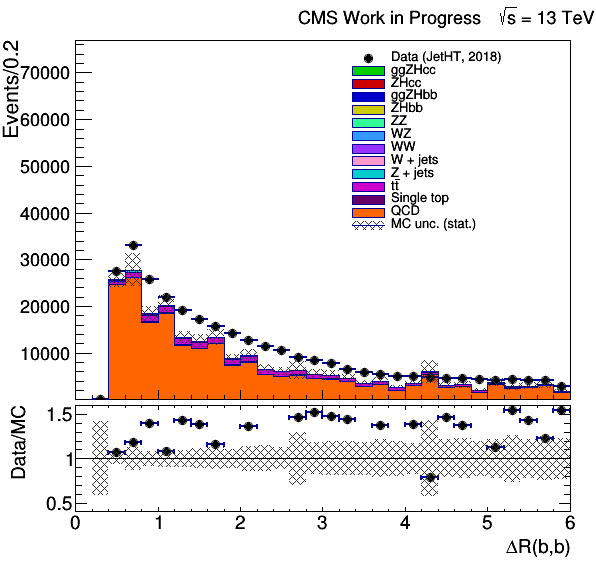 CMS Work in Progress √s = 13 TeV
Events/0.2
70000
60000
50000
40000
30000
20000
10000
Data (JetHT, 2018)
ggZHcc
ZHcc
ggZHbb
ZHbb
ZZ
WZ
WW
W + jets
Z + jets
tt̄
Single top
QCD
MC unc. (stat.)
Data/MC
1.5
1
0.5
0 1 2 3 4 5 6
ΔR(b,b)